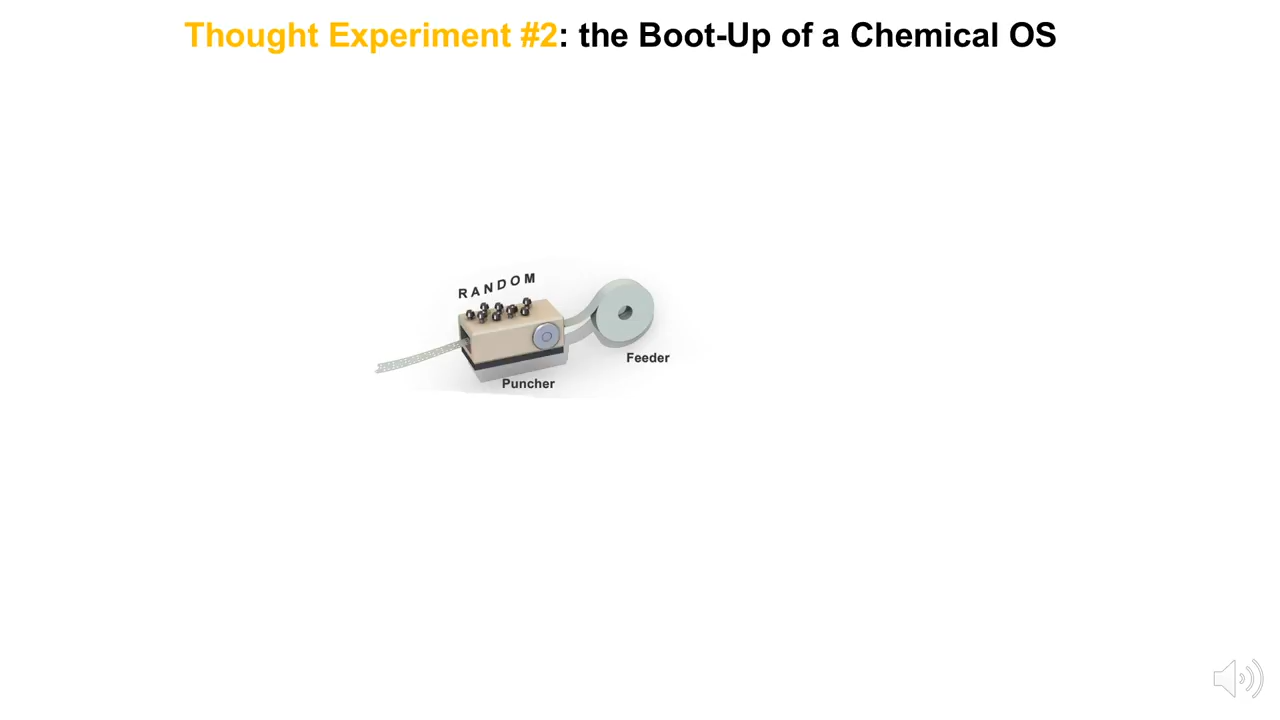 Thought Experiment #2: the Boot-Up of a Chemical OS
RANDOM
Feeder
Puncher